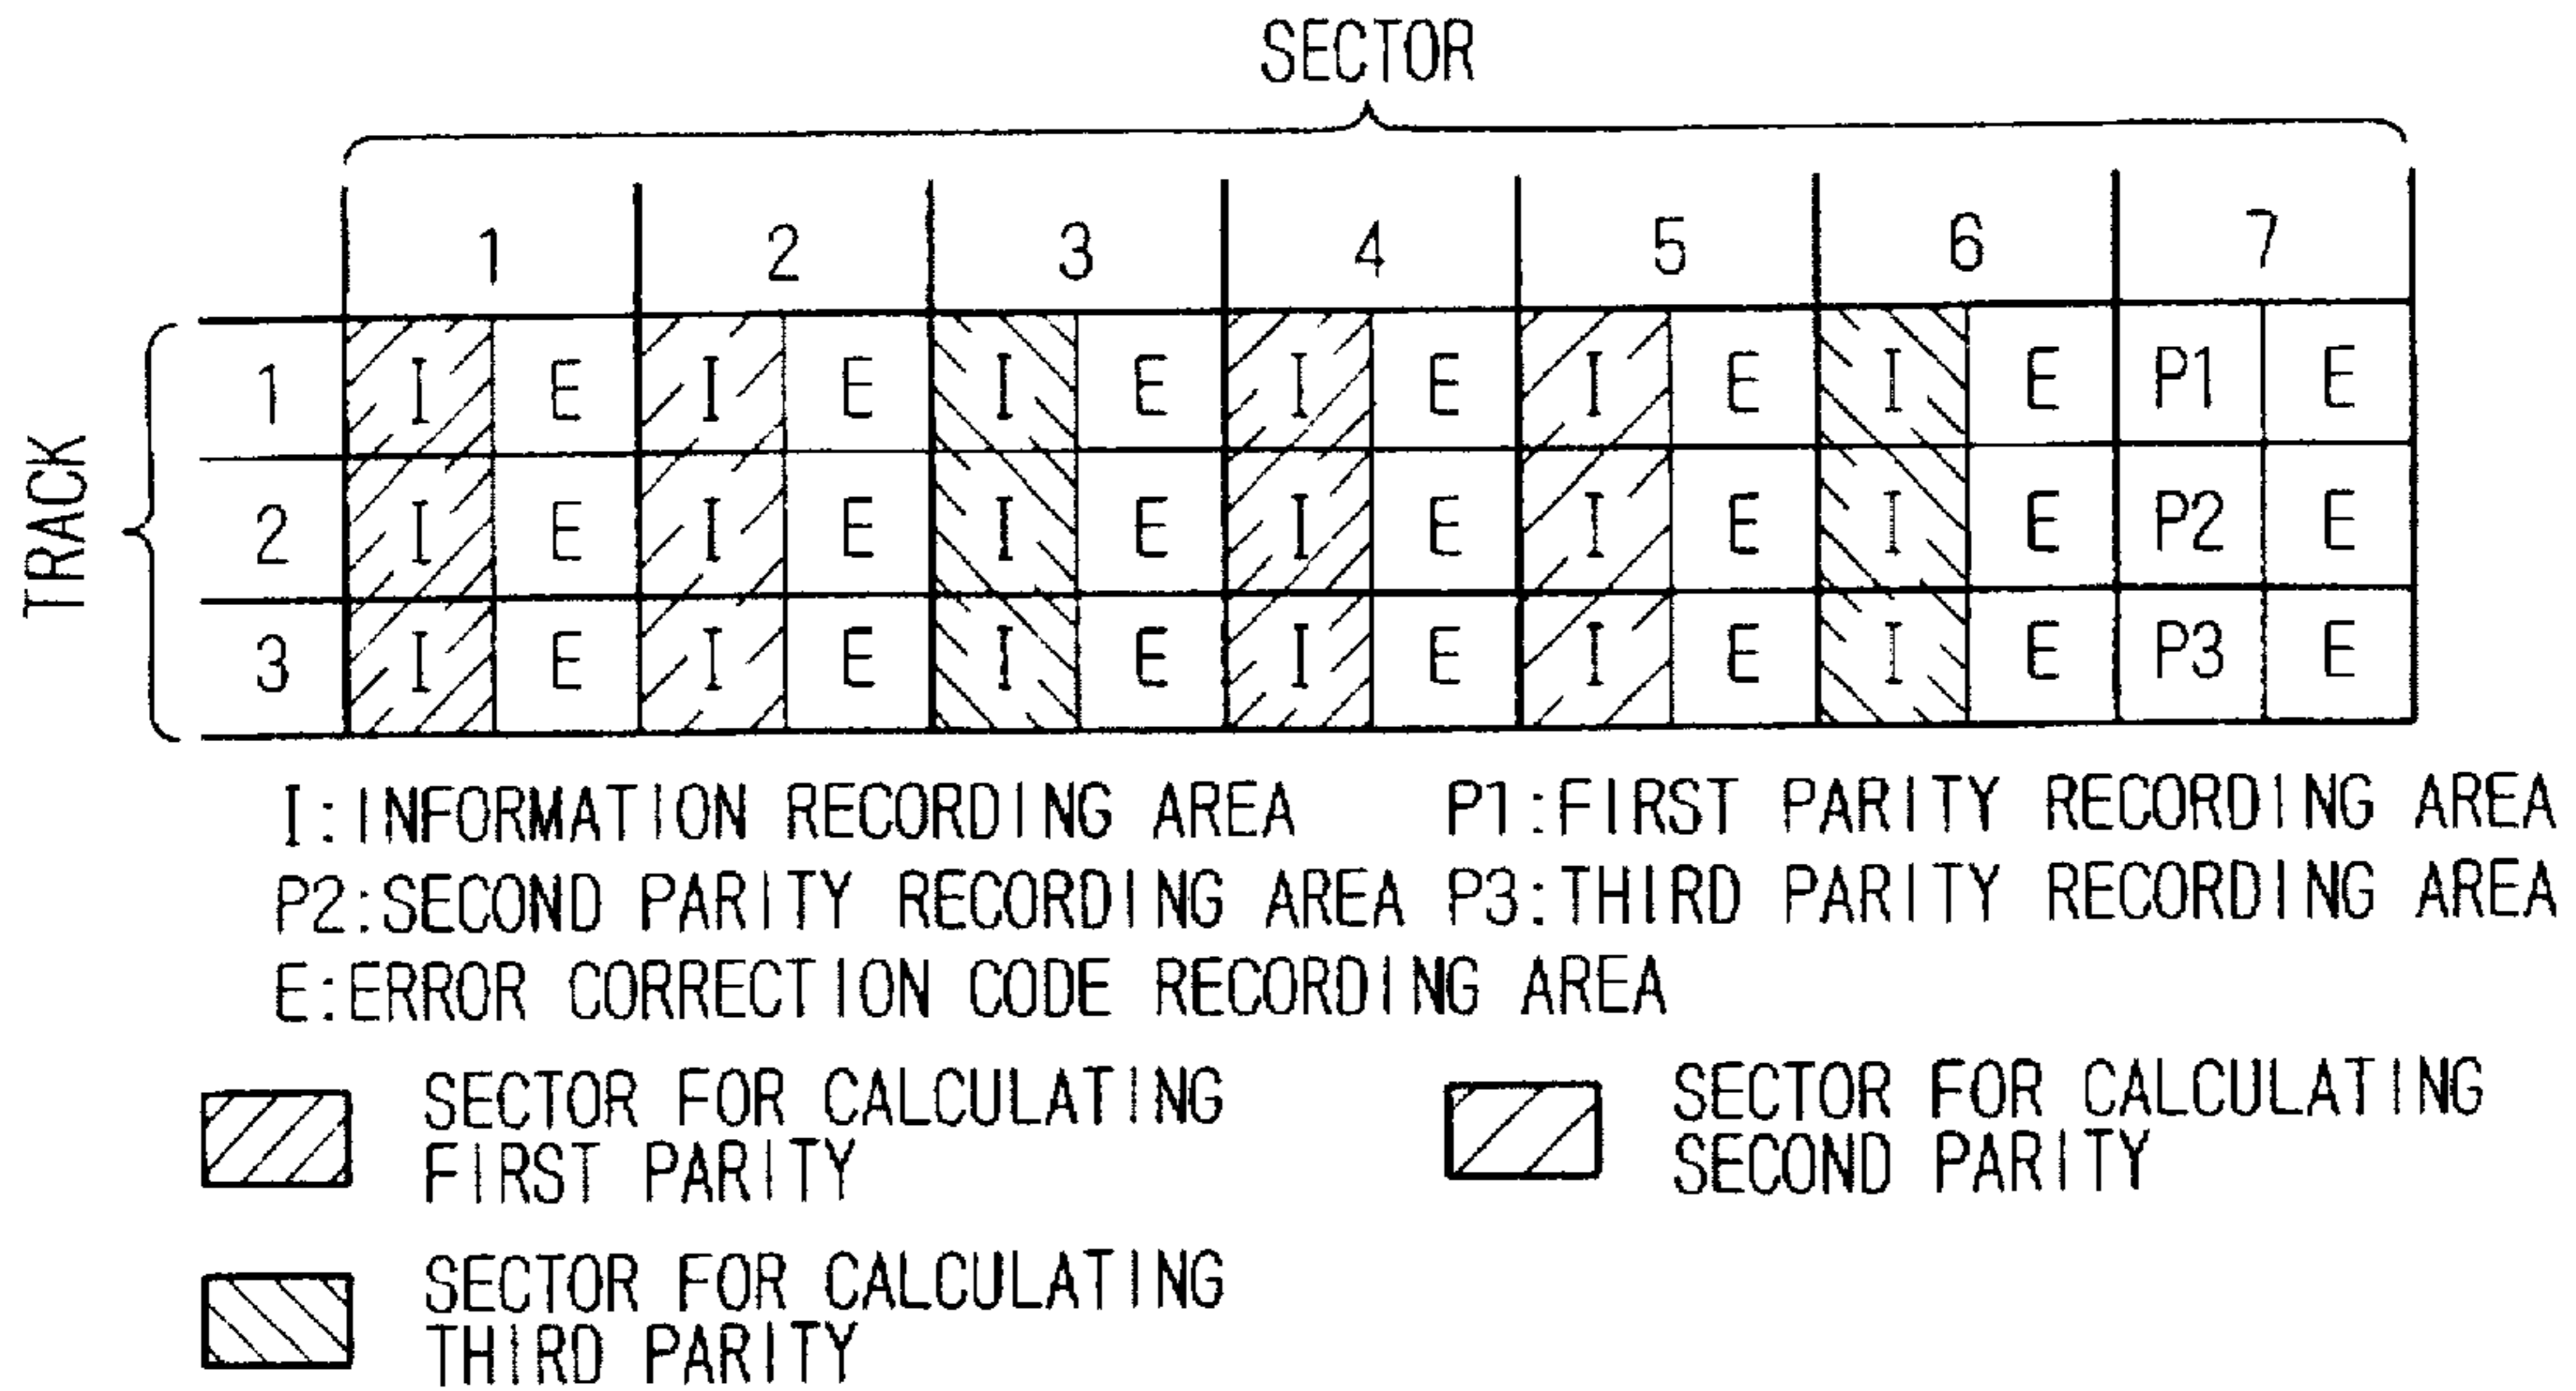 SECTOR
1 2 3 4 5 6 7
TRACK
1 I E I E I E I E I E I E P1 E
2 I E I E I E I E I E I E P2 E
3 I E I E I E I E I E I E P3 E
I:INFORMATION RECORDING AREA P1:FIRST PARITY RECORDING AREA
P2:SECOND PARITY RECORDING AREA P3:THIRD PARITY RECORDING AREA
E:ERROR CORRECTION CODE RECORDING AREA
SECTOR FOR CALCULATING
FIRST PARITY
SECTOR FOR CALCULATING
SECOND PARITY
SECTOR FOR CALCULATING
THIRD PARITY